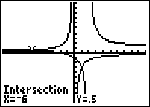 Intersection
X=-6 Y=.5